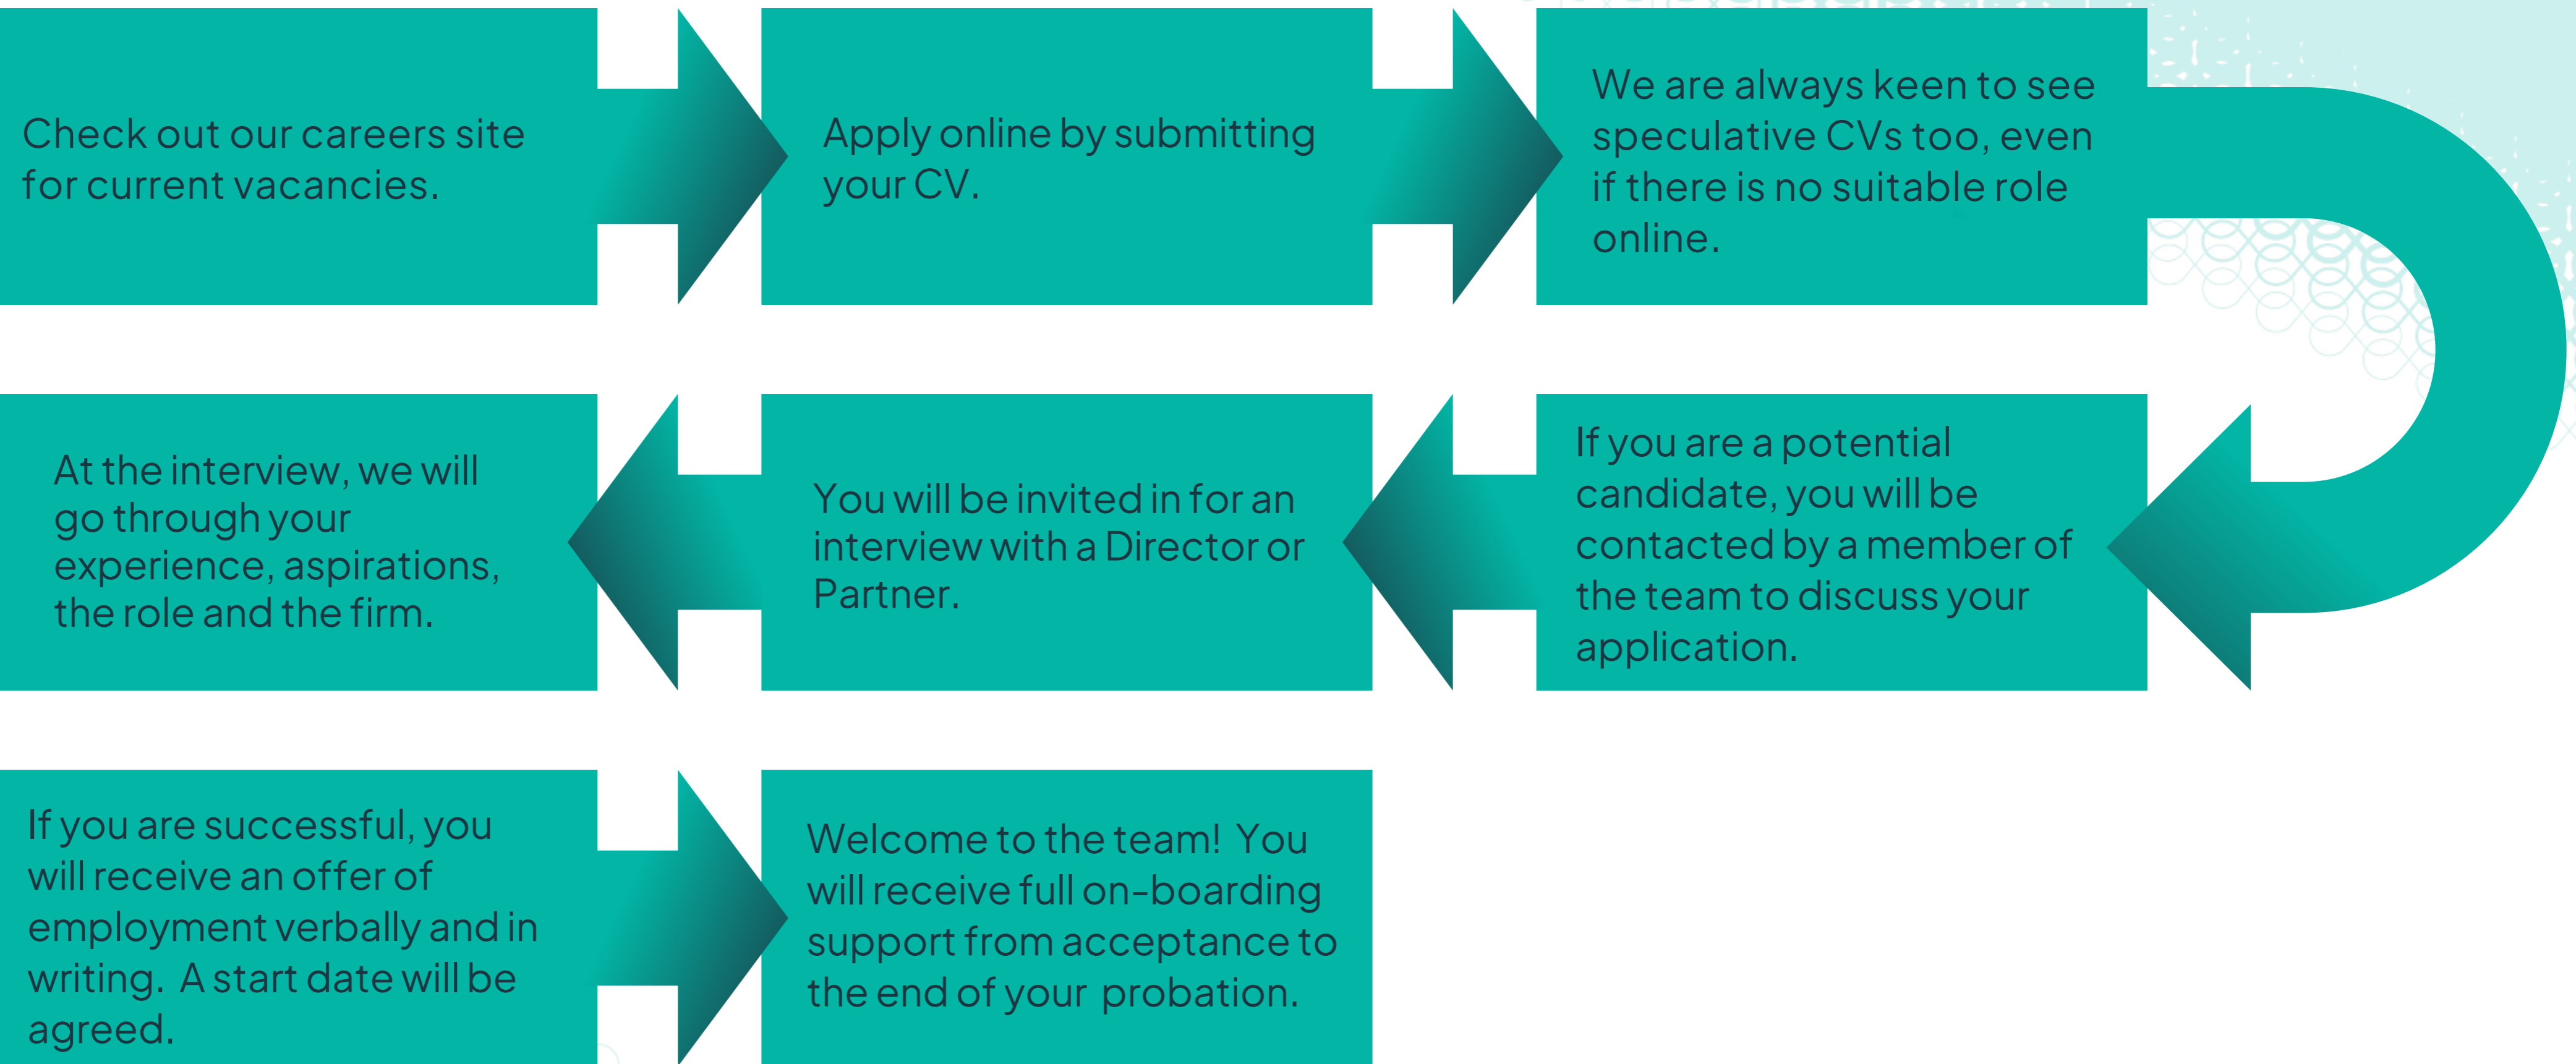 Check out our careers site
for current vacancies.
Apply online by submitting
your CV.
We are always keen to see
speculative CVs too, even
if there is no suitable role
online.
If you are a potential
candidate, you will be
contacted by a member of
the team to discuss your
application.
You will be invited in for an
interview with a Director or
Partner.
At the interview, we will
go through your
experience, aspirations,
the role and the firm.
If you are successful, you
will receive an offer of
employment verbally and in
writing.  A start date will be
agreed.
Welcome to the team!  You
will receive full on-boarding
support from acceptance to
the end of your  probation.